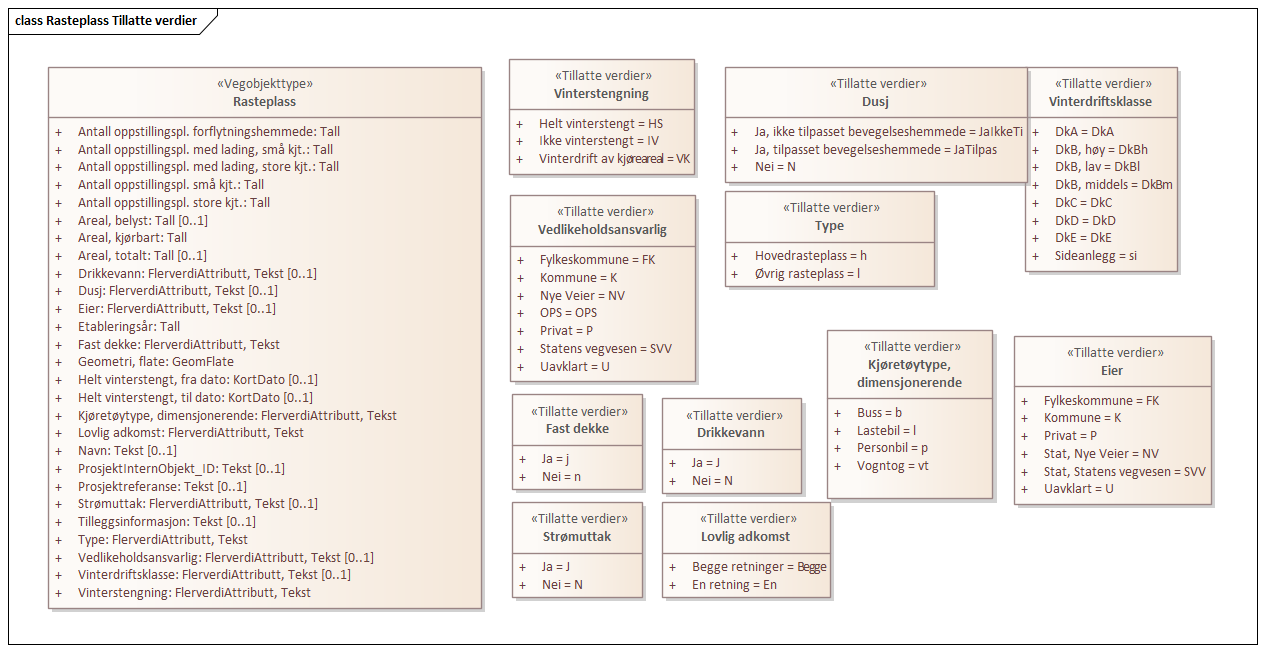 class Rasteplass Tillatte verdier
«Vegobjekttype»
Rasteplass
+ Antall oppstillingspl. forflytningshemmede: Tall
+ Antall oppstillingspl. med lading, små kjt.: Tall
+ Antall oppstillingspl. med lading, store kjt.: Tall
+ Antall oppstillingspl. små kjt.: Tall
+ Antall oppstillingspl. store kjt.: Tall
+ Areal, belyst: Tall [0..1]
+ Areal, kjørbart: Tall
+ Areal, totalt: Tall [0..1]
+ Drikkevann: FlerverdiAttributt, Tekst [0..1]
+ Dusj: FlerverdiAttributt, Tekst [0..1]
+ Eier: FlerverdiAttributt, Tekst [0..1]
+ Etableringsår: Tall
+ Fast dekke: FlerverdiAttributt, Tekst
+ Geometri, flate: GeomFlate
+ Helt vinterstengt, fra dato: KortDato [0..1]
+ Helt vinterstengt, til dato: KortDato [0..1]
+ Kjøretøytype, dimensjonerende: FlerverdiAttributt, Tekst
+ Lovlig adkomst: FlerverdiAttributt, Tekst
+ Navn: Tekst [0..1]
+ ProsjektInternObjekt_ID: Tekst [0..1]
+ Prosjektreferanse: Tekst [0..1]
+ Strømuttak: FlerverdiAttributt, Tekst [0..1]
+ Tilleggsinformasjon: Tekst [0..1]
+ Type: FlerverdiAttributt, Tekst
+ Vedlikeholdsansvarlig: FlerverdiAttributt, Tekst [0..1]
+ Vinterdriftsklasse: FlerverdiAttributt, Tekst [0..1]
+ Vinterstengning: FlerverdiAttributt, Tekst
«Tillatte verdier»
Vinterstengning
+ Helt vinterstengt = HS
+ Ikke vinterstengt = IV
+ Vinterdrift av kjøreareal = VK
«Tillatte verdier»
Vedlikeholdsansvarlig
+ Fylkeskommune = FK
+ Kommune = K
+ Nye Veier = NV
+ OPS = OPS
+ Privat = P
+ Statens vegvesen = SVV
+ Uavklart = U
«Tillatte verdier»
Fast dekke
+ Ja = j
+ Nei = n
«Tillatte verdier»
Strømuttak
+ Ja = J
+ Nei = N
«Tillatte verdier»
Drikkevann
+ Ja = J
+ Nei = N
«Tillatte verdier»
Lovlig adkomst
+ Begge retninger = Begge
+ En retning = En
«Tillatte verdier»
Dusj
+ Ja, ikke tilpasset bevegelseshemmede = JaIkkeTi
+ Ja, tilpasset bevegelseshemmede = JaTilpas
+ Nei = N
«Tillatte verdier»
Type
+ Hovedrasteplass = h
+ Øvrig rasteplass = l
«Tillatte verdier»
Vinterdriftsklasse
+ DkA = DkA
+ DkB, høy = DkBh
+ DkB, lav = DkBl
+ DkB, middels = DkBm
+ DkC = DkC
+ DkD = DkD
+ DkE = DkE
+ Sideanlegg = si
«Tillatte verdier»
Kjøretøytype,
dimensjonerende
+ Buss = b
+ Lastebil = l
+ Personbil = p
+ Vogntog = vt
«Tillatte verdier»
Eier
+ Fylkeskommune = FK
+ Kommune = K
+ Privat = P
+ Stat, Nye Veier = NV
+ Stat, Statens vegvesen = SVV
+ Uavklart = U